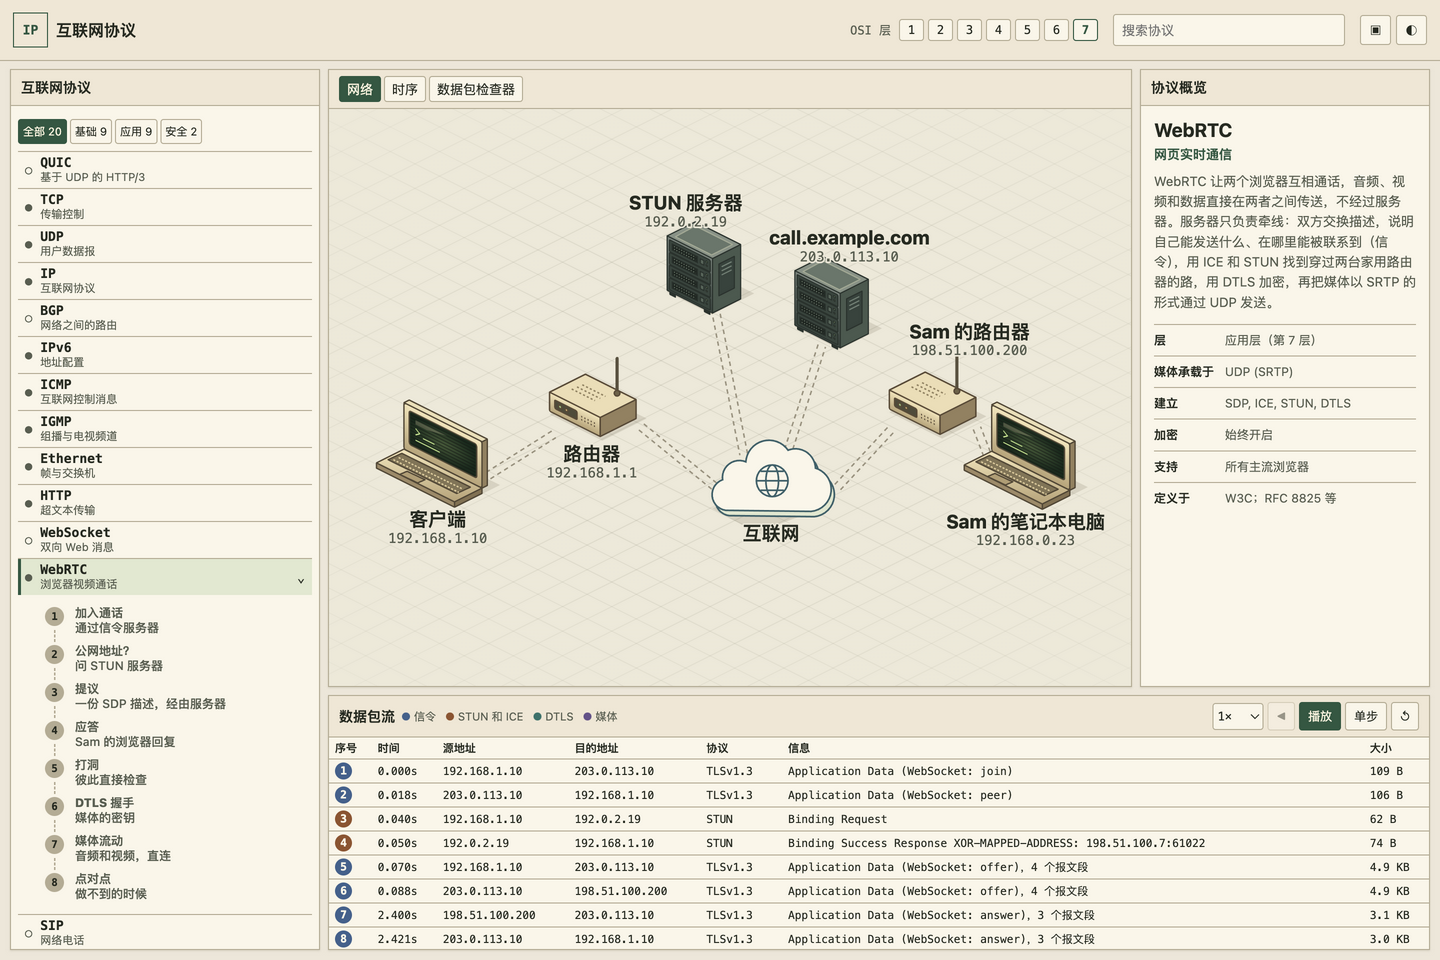 IP 互联网协议
OSI 层 1 2 3 4 5 6 7
搜索协议
互联网协议
全部 20 基础 9 应用 9 安全 2
QUIC
基于 UDP 的 HTTP/3
TCP
传输控制
UDP
用户数据报
IP
互联网协议
BGP
网络之间的路由
IPv6
地址配置
ICMP
互联网控制消息
IGMP
组播与电视频道
Ethernet
帧与交换机
HTTP
超文本传输
WebSocket
双向 Web 消息
WebRTC
浏览器视频通话
1 加入通话
通过信令服务器
2 公网地址?
问 STUN 服务器
3 提议
一份 SDP 描述，经由服务器
4 应答
Sam 的浏览器回复
5 打洞
彼此直接检查
6 DTLS 握手
媒体的密钥
7 媒体流动
音频和视频，直连
8 点对点
做不到的时候
SIP
网络电话
网络 时序 数据包检查器
STUN 服务器
192.0.2.19
call.example.com
203.0.113.10
Sam 的路由器
198.51.100.200
路由器
192.168.1.1
客户端
192.168.1.10
互联网
Sam 的笔记本电脑
192.168.0.23
协议概览
WebRTC
网页实时通信
WebRTC 让两个浏览器互相通话，音频、视
频和数据直接在两者之间传送，不经过服务
器。服务器只负责牵线：双方交换描述，说明
自己能发送什么、在哪里能被联系到（信
令），用 ICE 和 STUN 找到穿过两台家用路由
器的路，用 DTLS 加密，再把媒体以 SRTP 的
形式通过 UDP 发送。
层 应用层（第 7 层）
媒体承载于 UDP (SRTP)
建立 SDP, ICE, STUN, DTLS
加密 始终开启
支持 所有主流浏览器
定义于 W3C；RFC 8825 等
数据包流 信令 STUN 和 ICE DTLS 媒体
1× 播放 单步
序号 时间 源地址 目的地址 协议 信息 大小
1 0.000s 192.168.1.10 203.0.113.10 TLSv1.3 Application Data (WebSocket: join) 109 B
2 0.018s 203.0.113.10 192.168.1.10 TLSv1.3 Application Data (WebSocket: peer) 106 B
3 0.040s 192.168.1.10 192.0.2.19 STUN Binding Request 62 B
4 0.050s 192.0.2.19 192.168.1.10 STUN Binding Success Response XOR-MAPPED-ADDRESS: 198.51.100.7:61022 74 B
5 0.070s 192.168.1.10 203.0.113.10 TLSv1.3 Application Data (WebSocket: offer)，4 个报文段 4.9 KB
6 0.088s 203.0.113.10 198.51.100.200 TLSv1.3 Application Data (WebSocket: offer)，4 个报文段 4.9 KB
7 2.400s 198.51.100.200 203.0.113.10 TLSv1.3 Application Data (WebSocket: answer)，3 个报文段 3.1 KB
8 2.421s 203.0.113.10 192.168.1.10 TLSv1.3 Application Data (WebSocket: answer)，3 个报文段 3.0 KB